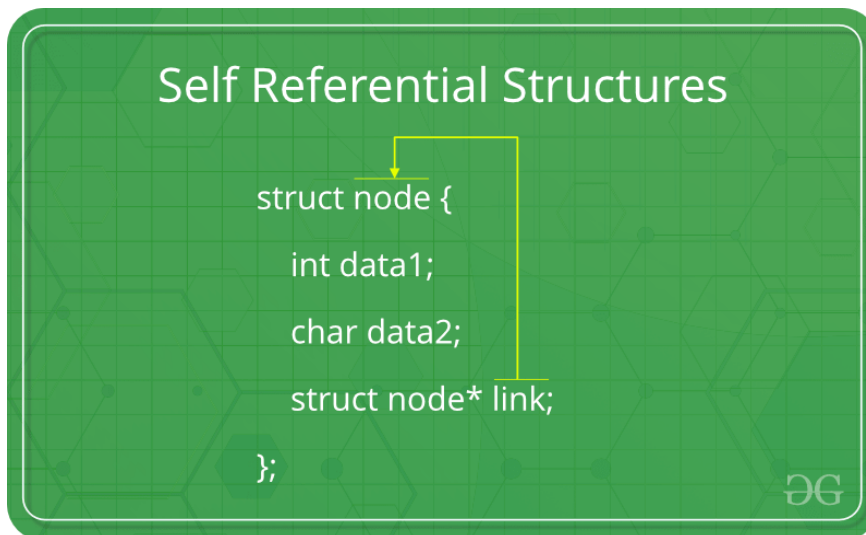 Self Referential Structures
struct node {
int data1;
char data2;
struct node* link;
};